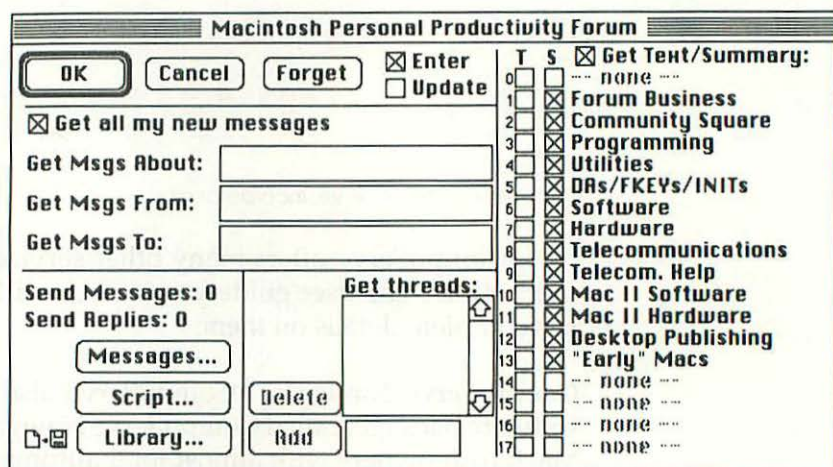 Macintosh Personal Productivity Forum
OK Cancel Forget
Enter
Update
Get all my new messages
Get Msgs About:
Get Msgs From:
Get Msgs To:
Send Messages: 0
Send Replies: 0
Messages...
Script...
Library...
Get threads:
Delete
Add
T S Get Text/Summary:
0 -- none --
1 Forum Business
2 Community Square
3 Programming
4 Utilities
5 DAs/FKEYs/INITs
6 Software
7 Hardware
8 Telecommunications
9 Telecom. Help
10 Mac II Software
11 Mac II Hardware
12 Desktop Publishing
13 "Early" Macs
14 -- none --
15 -- none --
16 -- none --
17 -- none --